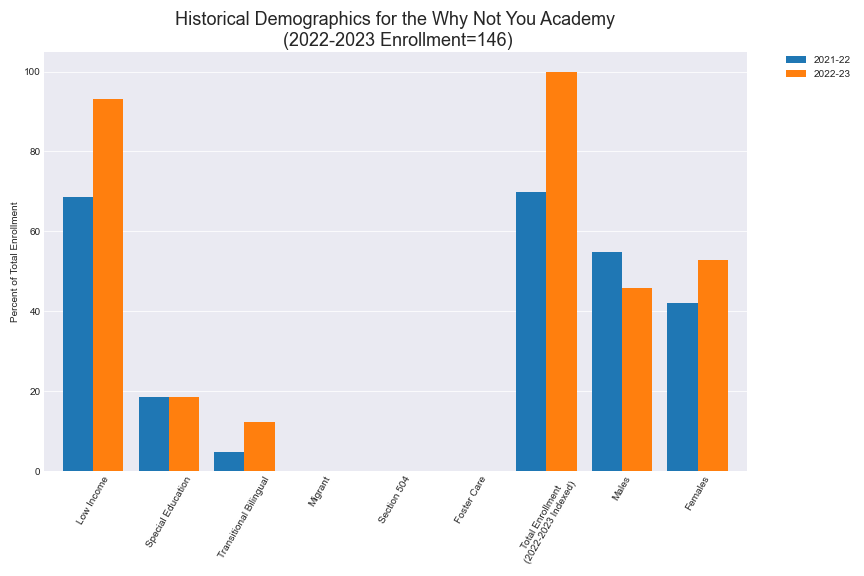 Historical Demographics for the Why Not You Academy
(2022-2023 Enrollment=146)
2021-22
2022-23
Percent of Total Enrollment
100
80
60
40
20
0
Low Income
Special Education
Transitional Bilingual
Migrant
Section 504
Foster Care
Total Enrollment
(2022-2023 Indexed)
Males
Females